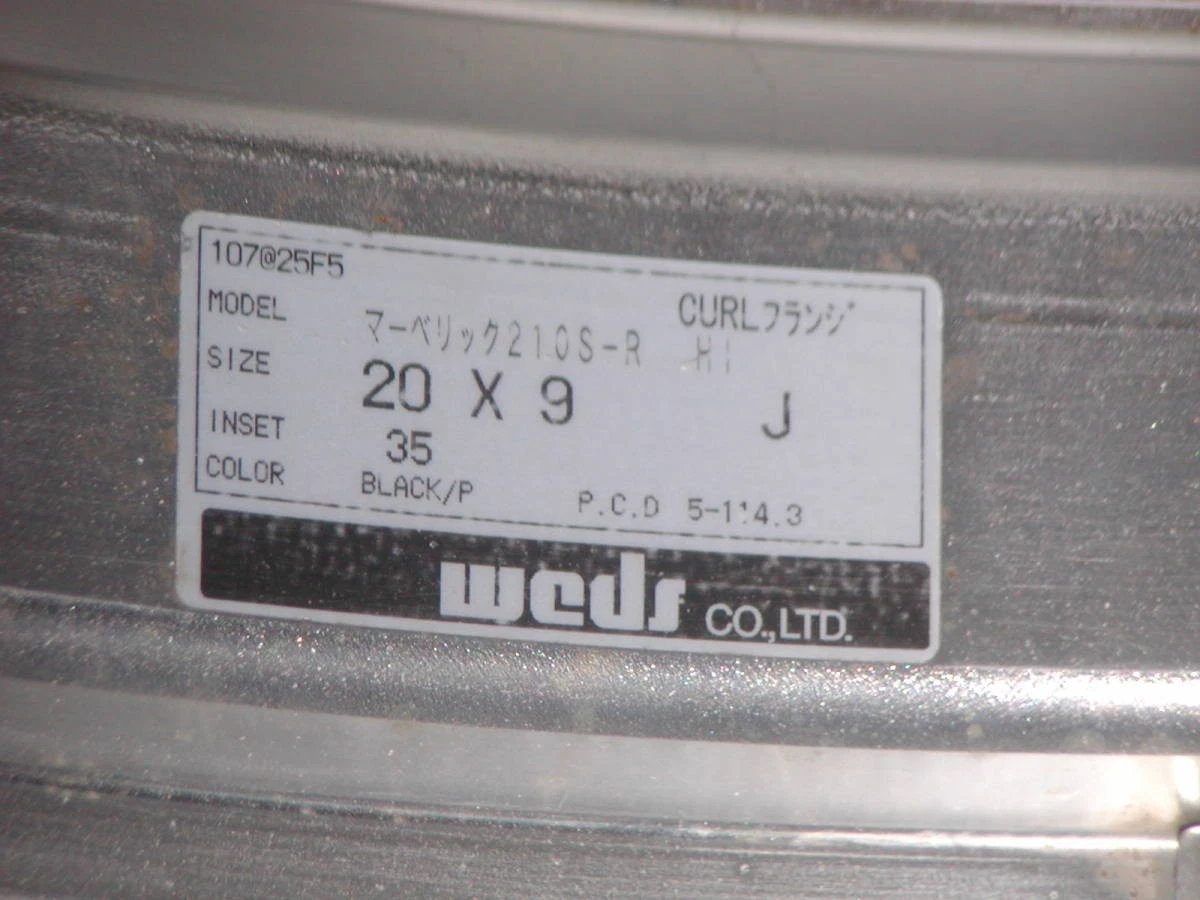 107@25F5
MODEL マーベリック210S-R CURLフランジ
HI
SIZE 20 X 9 J
INSET 35
COLOR BLACK/P P.C.D 5-114.3
weds CO.,LTD.